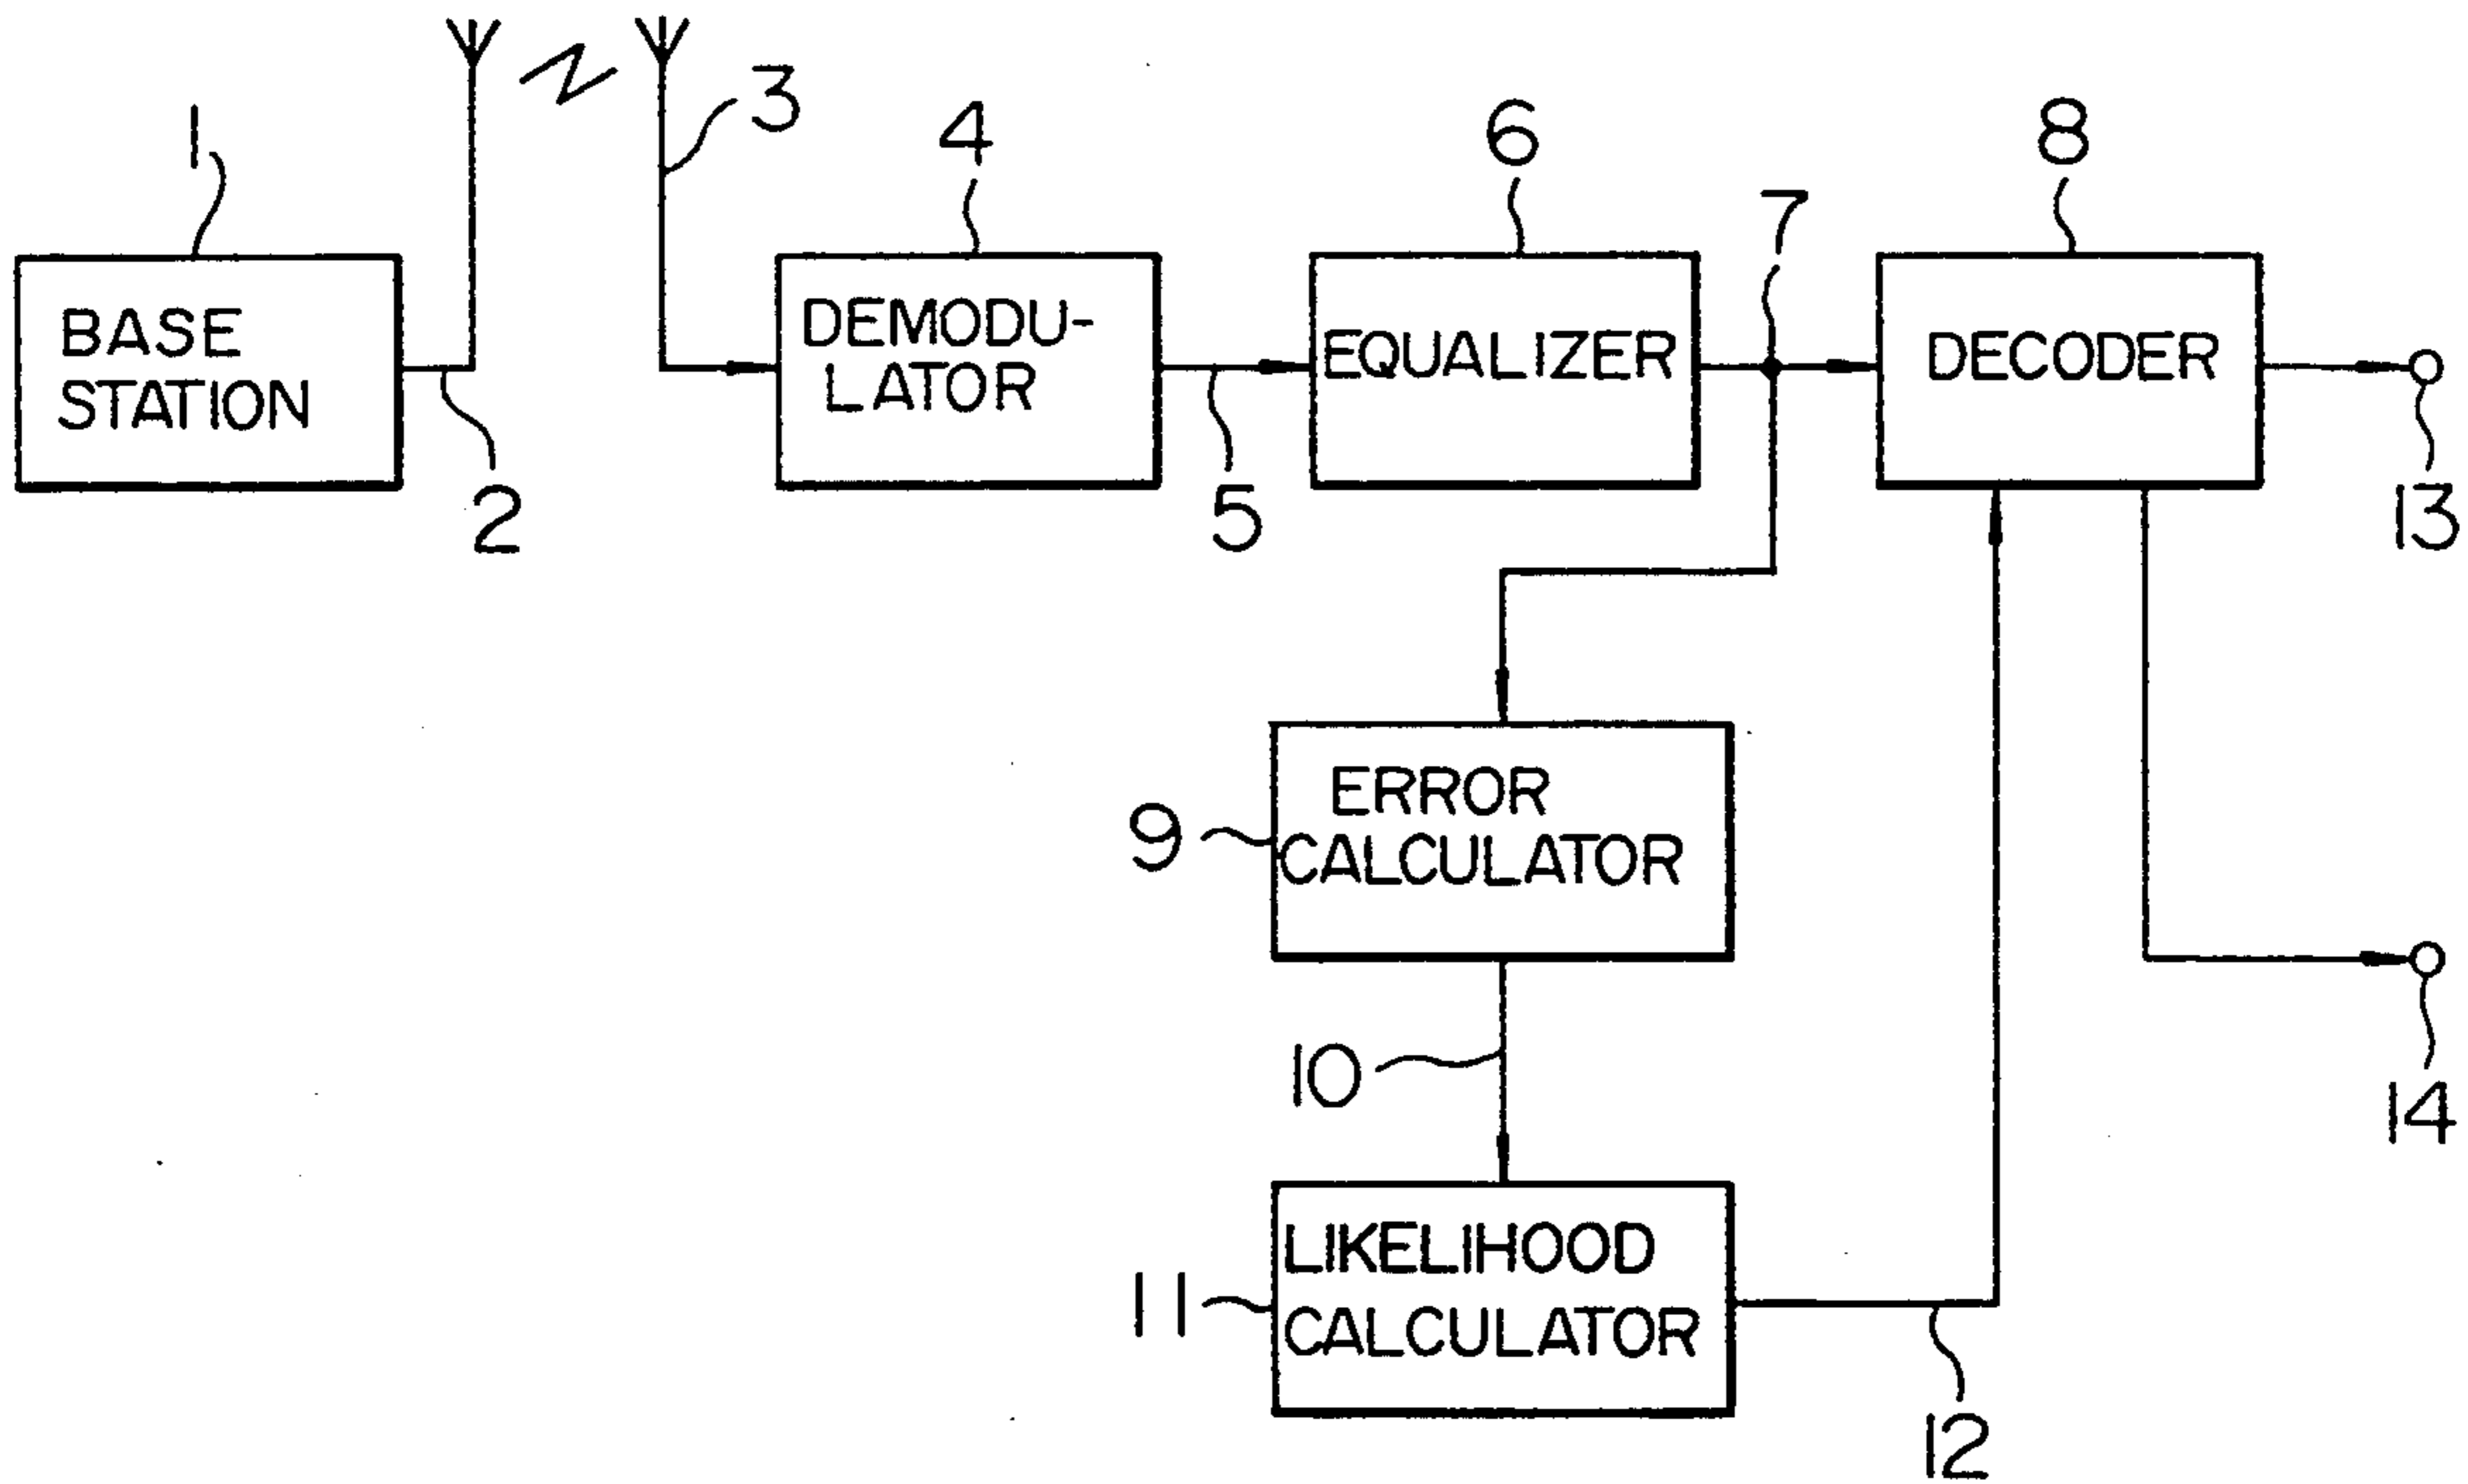 1
3
4
6
7
8
BASE
STATION
DEMODU-
LATOR
EQUALIZER
DECODER
2
5
13
9
ERROR
CALCULATOR
10
14
11
LIKELIHOOD
CALCULATOR
12